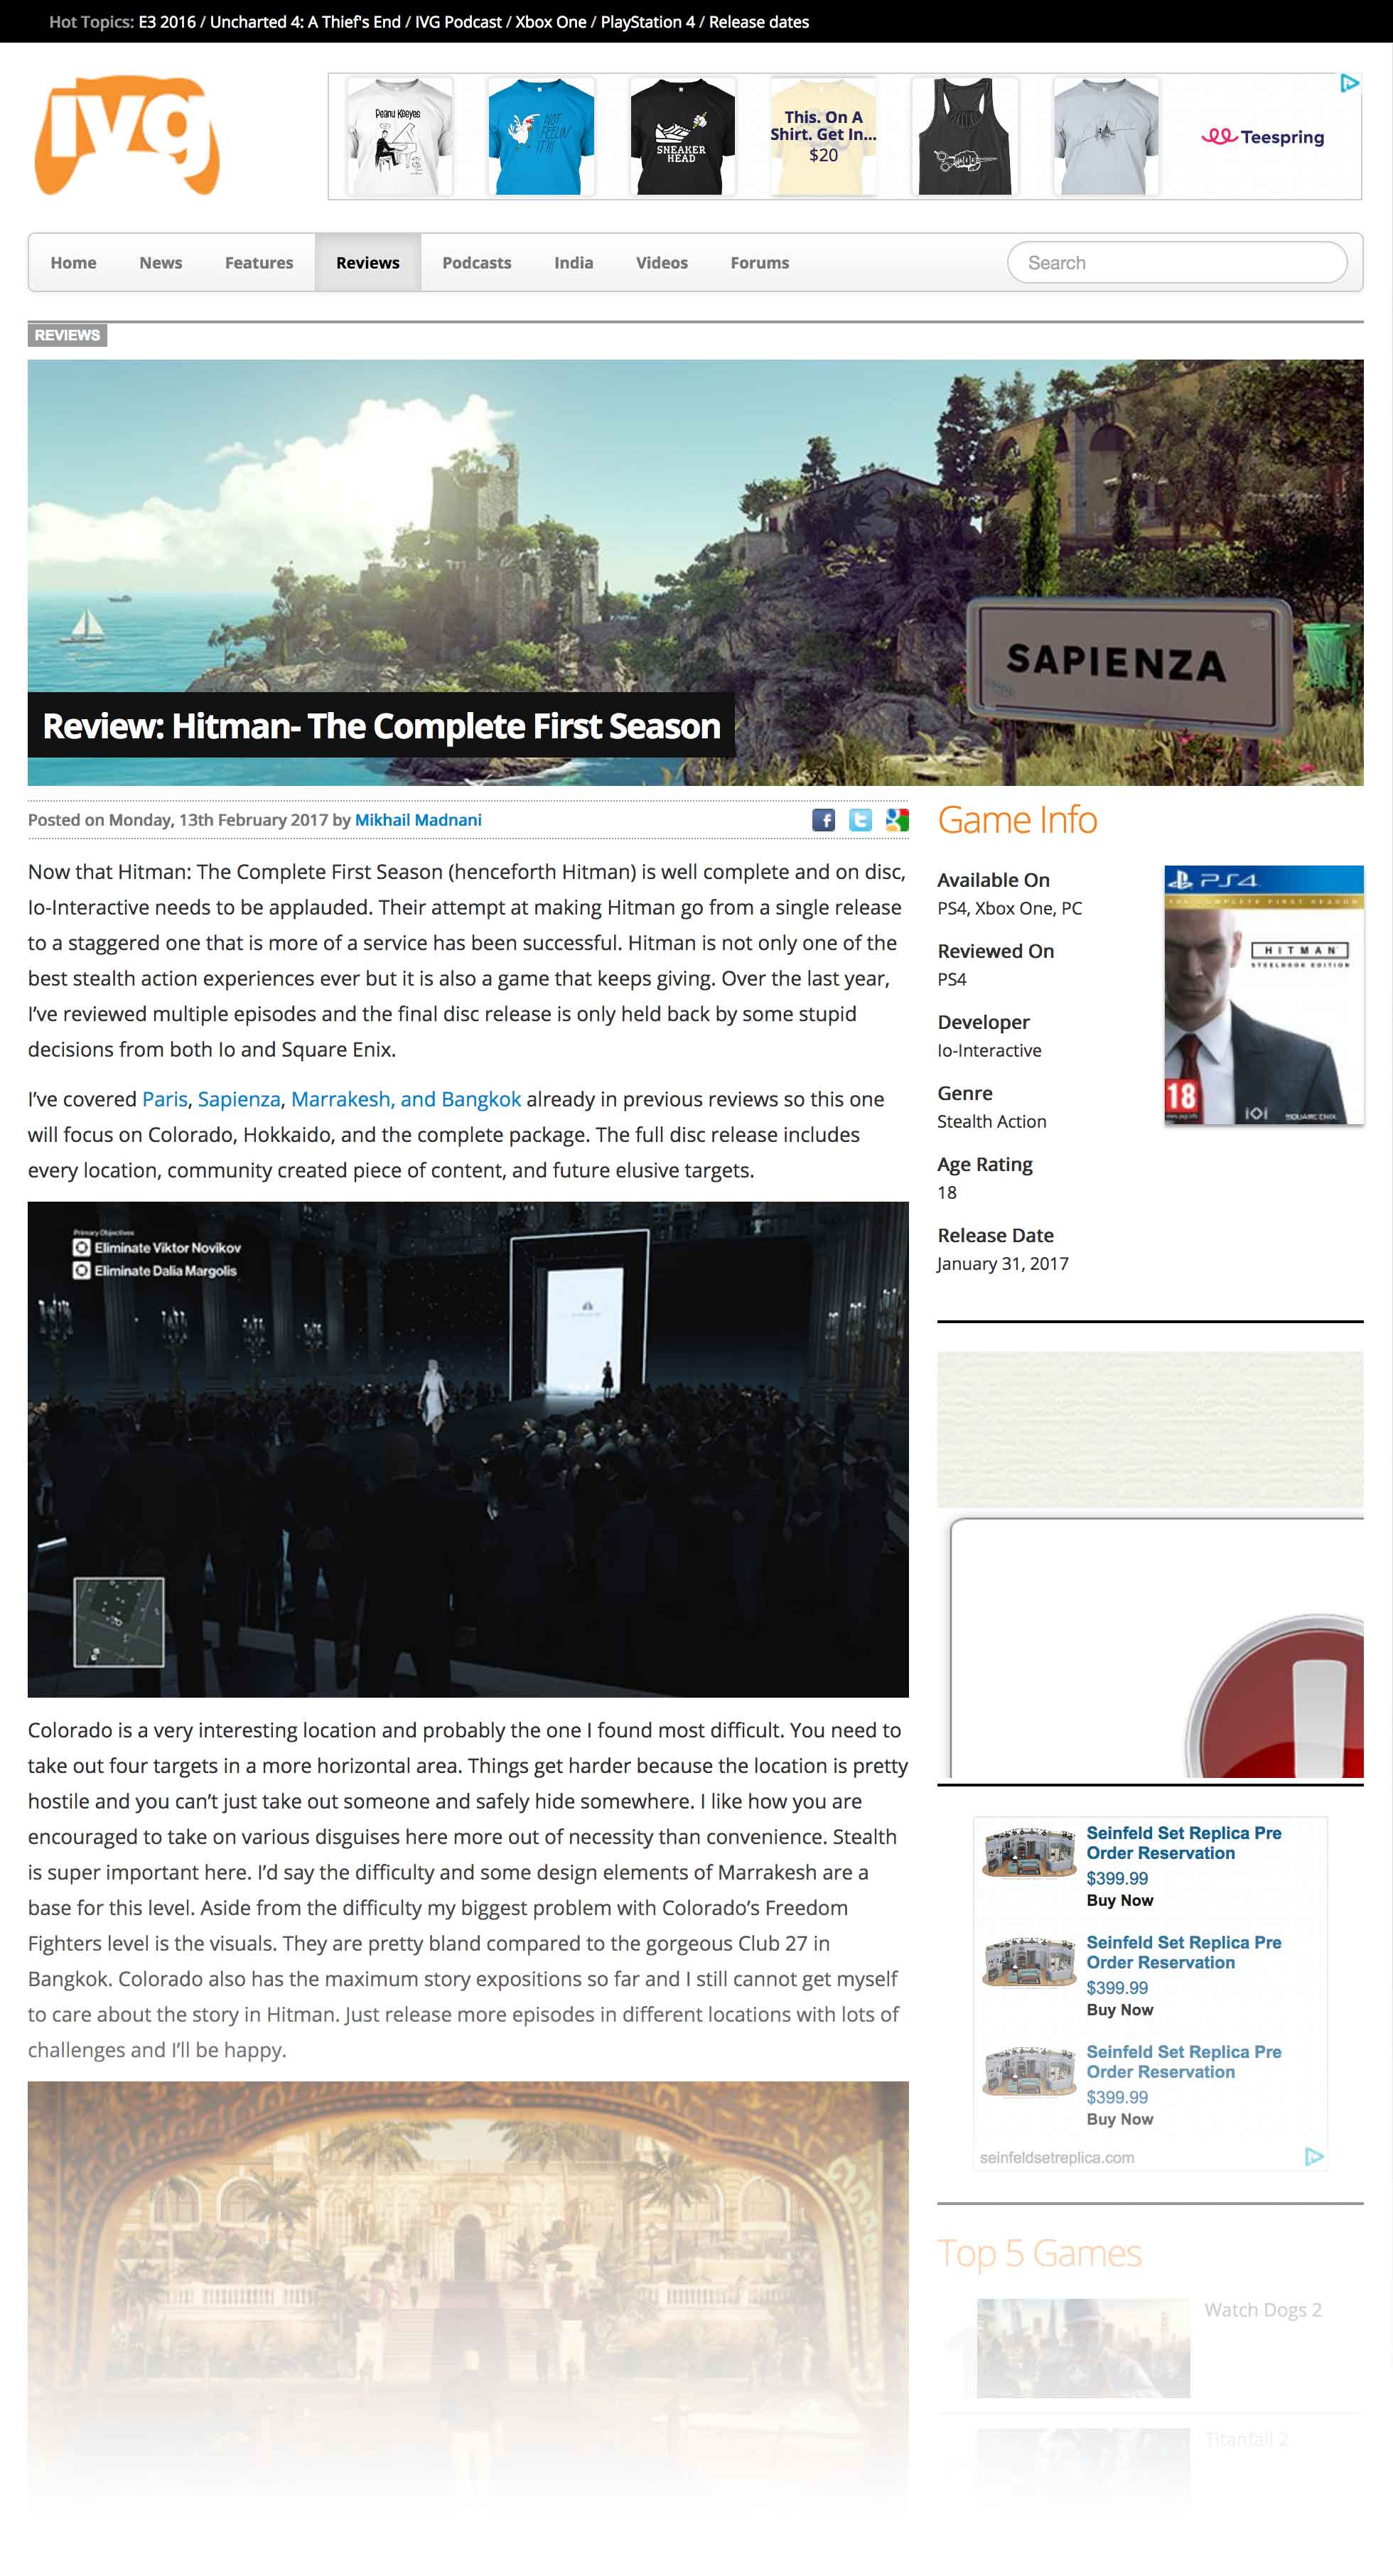 Hot Topics: E3 2016 / Uncharted 4: A Thief's End / IVG Podcast / Xbox One / PlayStation 4 / Release dates
ivg
Deanu Keeyes
NOT
FEELIN'
IT!!!
SNEAKER
HEAD
This. On A
Shirt. Get In...
$20
Teespring
Home News Features Reviews Podcasts India Videos Forums Search
REVIEWS
SAPIENZA
Review: Hitman- The Complete First Season
Posted on Monday, 13th February 2017 by Mikhail Madnani
Now that Hitman: The Complete First Season (henceforth Hitman) is well complete and on disc,
Io-Interactive needs to be applauded. Their attempt at making Hitman go from a single release
to a staggered one that is more of a service has been successful. Hitman is not only one of the
best stealth action experiences ever but it is also a game that keeps giving. Over the last year,
I've reviewed multiple episodes and the final disc release is only held back by some stupid
decisions from both Io and Square Enix.
I've covered Paris, Sapienza, Marrakesh, and Bangkok already in previous reviews so this one
will focus on Colorado, Hokkaido, and the complete package. The full disc release includes
every location, community created piece of content, and future elusive targets.
Primary Objectives
Eliminate Viktor Novikov
Eliminate Dalia Margolis
Colorado is a very interesting location and probably the one I found most difficult. You need to
take out four targets in a more horizontal area. Things get harder because the location is pretty
hostile and you can't just take out someone and safely hide somewhere. I like how you are
encouraged to take on various disguises here more out of necessity than convenience. Stealth
is super important here. I'd say the difficulty and some design elements of Marrakesh are a
base for this level. Aside from the difficulty my biggest problem with Colorado's Freedom
Fighters level is the visuals. They are pretty bland compared to the gorgeous Club 27 in
Bangkok. Colorado also has the maximum story expositions so far and I still cannot get myself
to care about the story in Hitman. Just release more episodes in different locations with lots of
challenges and I'll be happy.
Game Info
Available On
PS4, Xbox One, PC
Reviewed On
PS4
Developer
Io-Interactive
Genre
Stealth Action
Age Rating
18
Release Date
January 31, 2017
PS4
THE COMPLETE FIRST SEASON
HITMAN
STEELBOOK EDITION
18
IOI SQUARE ENIX
Seinfeld Set Replica Pre
Order Reservation
$399.99
Buy Now
Seinfeld Set Replica Pre
Order Reservation
$399.99
Buy Now
Seinfeld Set Replica Pre
Order Reservation
$399.99
Buy Now
seinfeldsetreplica.com
Top 5 Games
Watch Dogs 2
Titanfall 2